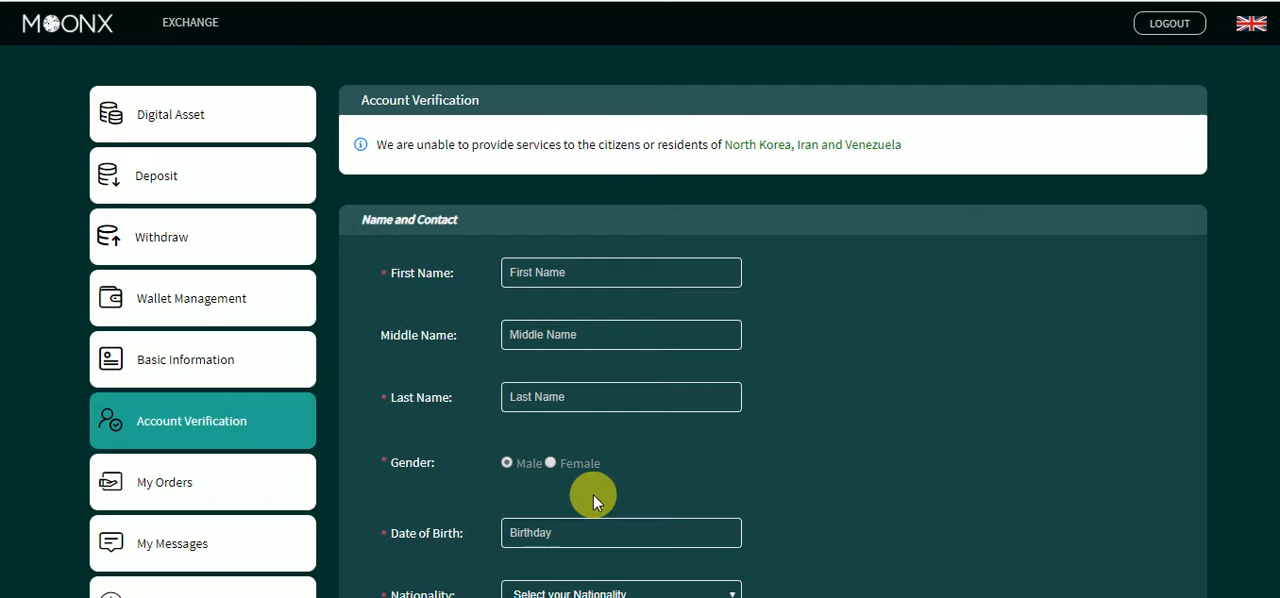 MOONX
EXCHANGE
LOGOUT
Digital Asset
Deposit
Withdraw
Wallet Management
Basic Information
Account Verification
My Orders
My Messages
Account Verification
We are unable to provide services to the citizens or residents of North Korea, Iran and Venezuela
Name and Contact
* First Name: First Name
Middle Name: Middle Name
* Last Name: Last Name
* Gender: Male Female
* Date of Birth: Birthday
* Nationality: Select your Nationality